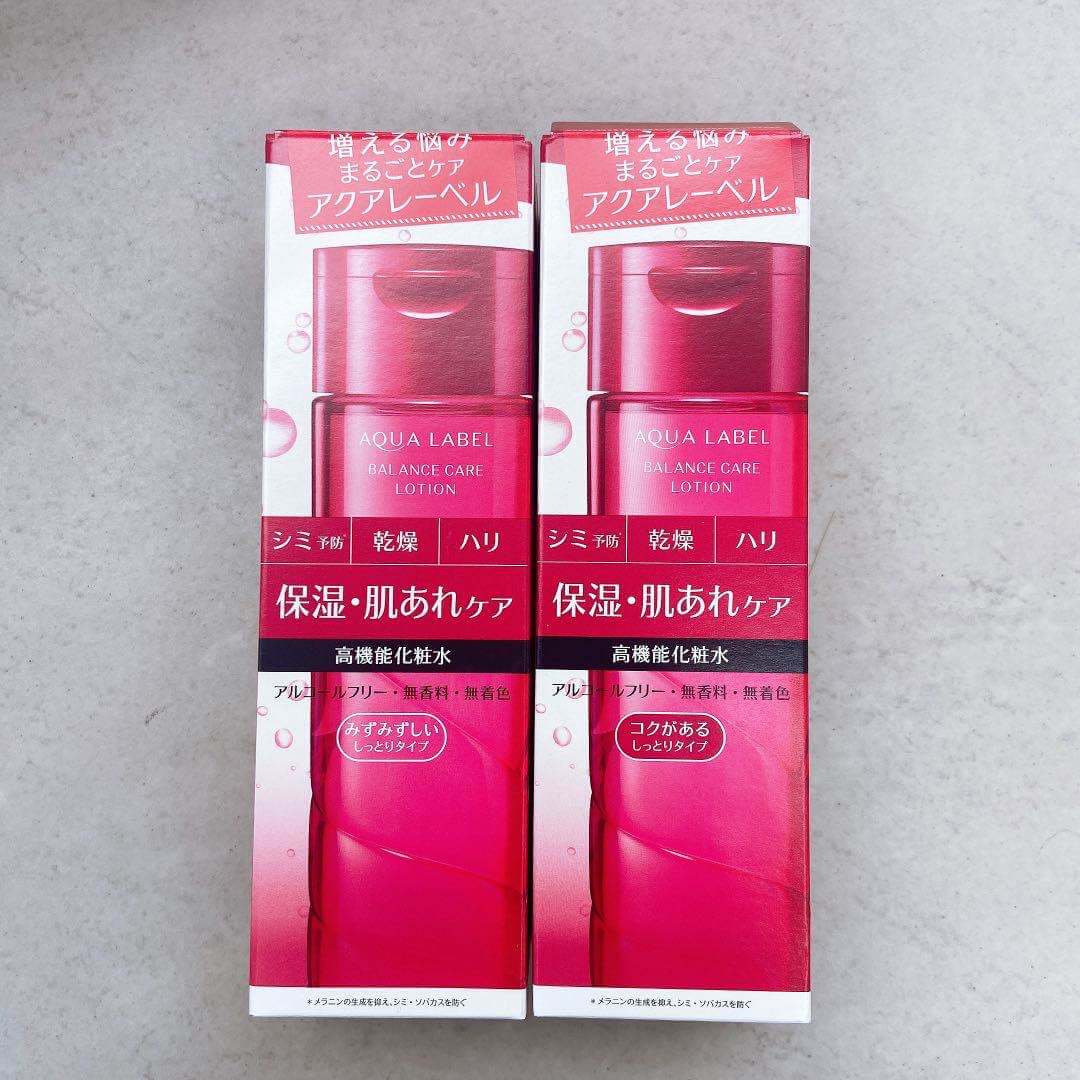 増える悩み
まるごとケア
アクアレーベル
AQUA LABEL
BALANCE CARE
LOTION
シミ予防* 乾燥 ハリ
保湿・肌あれケア
高機能化粧水
アルコールフリー・無香料・無着色
みずみずしい
しっとりタイプ
*メラニンの生成を抑え、シミ・ソバカスを防ぐ
増える悩み
まるごとケア
アクアレーベル
AQUA LABEL
BALANCE CARE
LOTION
シミ予防* 乾燥 ハリ
保湿・肌あれケア
高機能化粧水
アルコールフリー・無香料・無着色
コクがある
しっとりタイプ
*メラニンの生成を抑え、シミ・ソバカスを防ぐ